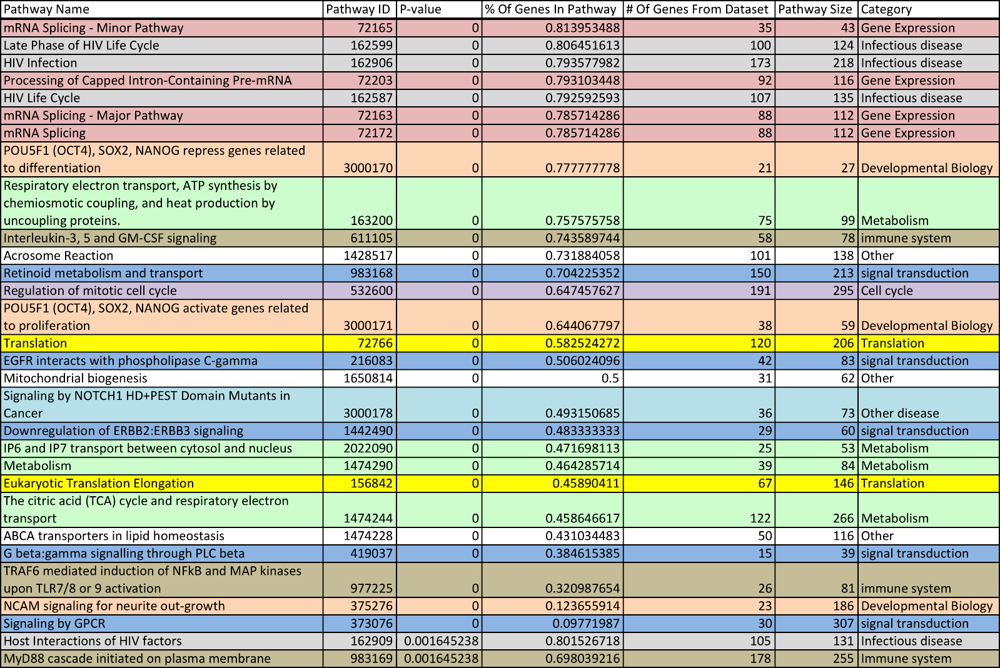 Pathway Name Pathway ID P-value % Of Genes In Pathway # Of Genes From Dataset Pathway Size Category
mRNA Splicing - Minor Pathway 72165 0 0.813953488 35 43 Gene Expression
Late Phase of HIV Life Cycle 162599 0 0.806451613 100 124 Infectious disease
HIV Infection 162906 0 0.793577982 173 218 Infectious disease
Processing of Capped Intron-Containing Pre-mRNA 72203 0 0.793103448 92 116 Gene Expression
HIV Life Cycle 162587 0 0.792592593 107 135 Infectious disease
mRNA Splicing - Major Pathway 72163 0 0.785714286 88 112 Gene Expression
mRNA Splicing 72172 0 0.785714286 88 112 Gene Expression
POU5F1 (OCT4), SOX2, NANOG repress genes related
to differentiation 3000170 0 0.777777778 21 27 Developmental Biology
Respiratory electron transport, ATP synthesis by
chemiosmotic coupling, and heat production by
uncoupling proteins. 163200 0 0.757575758 75 99 Metabolism
Interleukin-3, 5 and GM-CSF signaling 611105 0 0.743589744 58 78 immune system
Acrosome Reaction 1428517 0 0.731884058 101 138 Other
Retinoid metabolism and transport 983168 0 0.704225352 150 213 signal transduction
Regulation of mitotic cell cycle 532600 0 0.647457627 191 295 Cell cycle
POU5F1 (OCT4), SOX2, NANOG activate genes related
to proliferation 3000171 0 0.644067797 38 59 Developmental Biology
Translation 72766 0 0.582524272 120 206 Translation
EGFR interacts with phospholipase C-gamma 216083 0 0.506024096 42 83 signal transduction
Mitochondrial biogenesis 1650814 0 0.5 31 62 Other
Signaling by NOTCH1 HD+PEST Domain Mutants in
Cancer 3000178 0 0.493150685 36 73 Other disease
Downregulation of ERBB2:ERBB3 signaling 1442490 0 0.483333333 29 60 signal transduction
IP6 and IP7 transport between cytosol and nucleus 2022090 0 0.471698113 25 53 Metabolism
Metabolism 1474290 0 0.464285714 39 84 Metabolism
Eukaryotic Translation Elongation 156842 0 0.45890411 67 146 Translation
The citric acid (TCA) cycle and respiratory electron
transport 1474244 0 0.458646617 122 266 Metabolism
ABCA transporters in lipid homeostasis 1474228 0 0.431034483 50 116 Other
G beta:gamma signalling through PLC beta 419037 0 0.384615385 15 39 signal transduction
TRAF6 mediated induction of NFkB and MAP kinases
upon TLR7/8 or 9 activation 977225 0 0.320987654 26 81 immune system
NCAM signaling for neurite out-growth 375276 0 0.123655914 23 186 Developmental Biology
Signaling by GPCR 373076 0 0.09771987 30 307 signal transduction
Host Interactions of HIV factors 162909 0.001645238 0.801526718 105 131 Infectious disease
MyD88 cascade initiated on plasma membrane 983169 0.001645238 0.698039216 178 255 Immune system